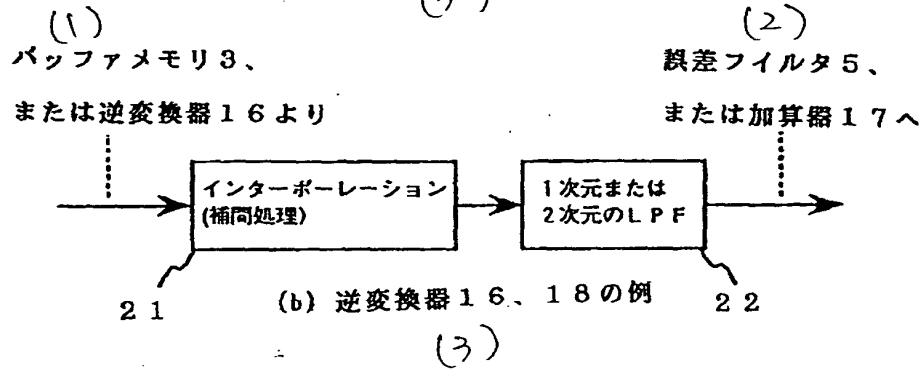 (1)
バッファメモリ3、
または逆変換器16より
(2)
誤差フイルタ5、
または加算器17へ
インターポーレーション
(補間処理)
1次元または
2次元のLPF
21
(b) 逆変換器16、18の例
22
(3)